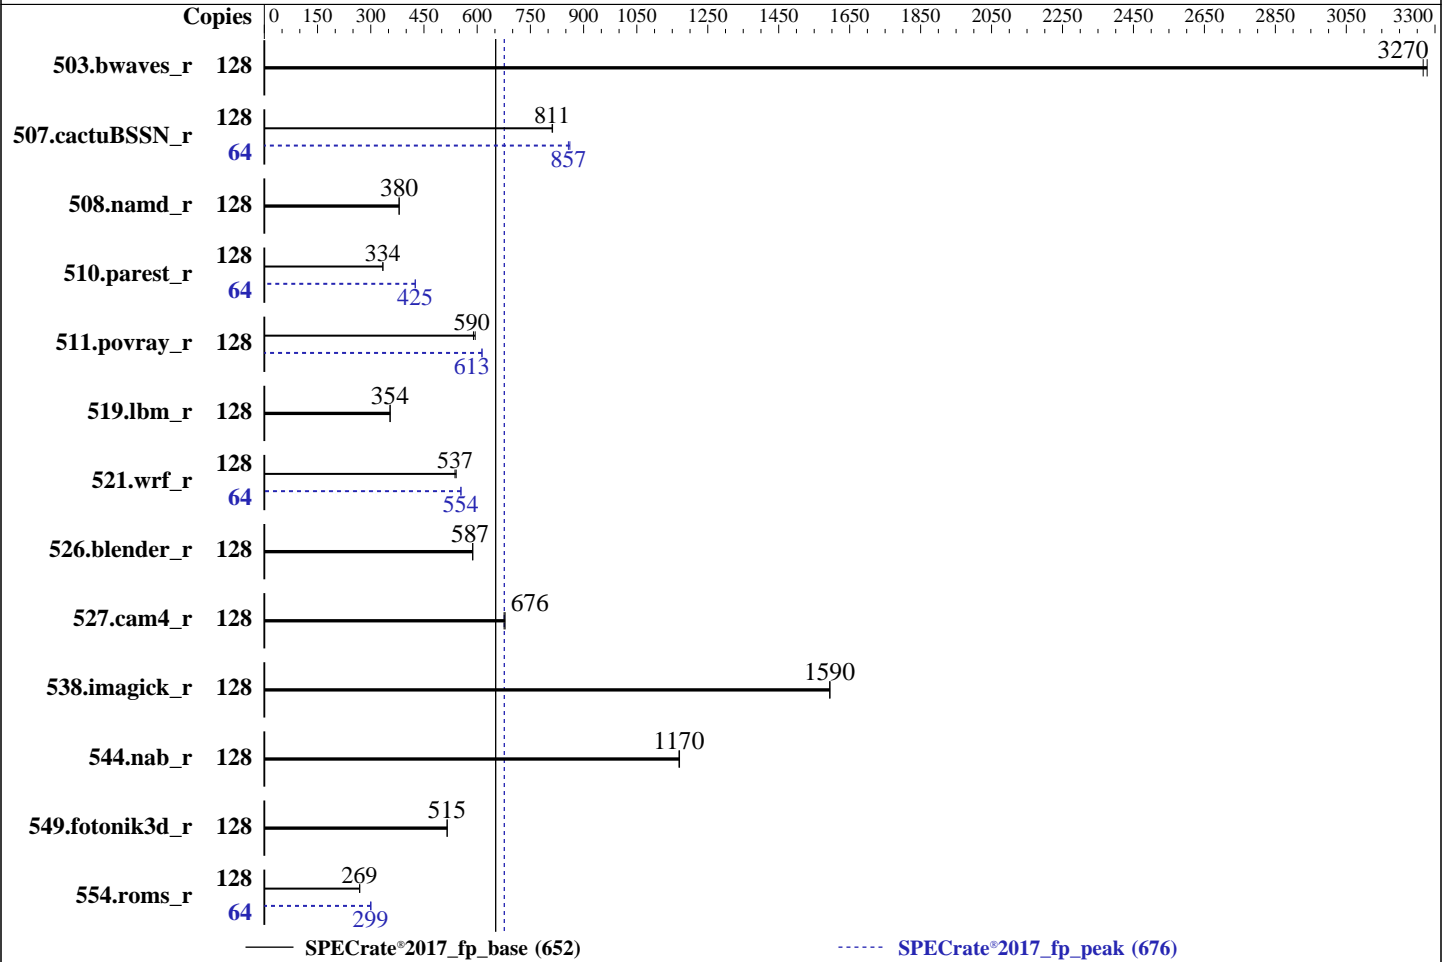 Copies 0 150 300 450 600 750 900 1050 1250 1450 1650 1850 2050 2250 2450 2650 2850 3050 3300
503.bwaves_r 128 3270
507.cactuBSSN_r 128 811
64 857
508.namd_r 128 380
510.parest_r 128 334
64 425
511.povray_r 128 590
613
519.lbm_r 128 354
521.wrf_r 128 537
64 554
526.blender_r 128 587
527.cam4_r 128 676
538.imagick_r 128 1590
544.nab_r 128 1170
549.fotonik3d_r 128 515
554.roms_r 128 269
64 299
SPECrate®2017_fp_base (652) SPECrate®2017_fp_peak (676)